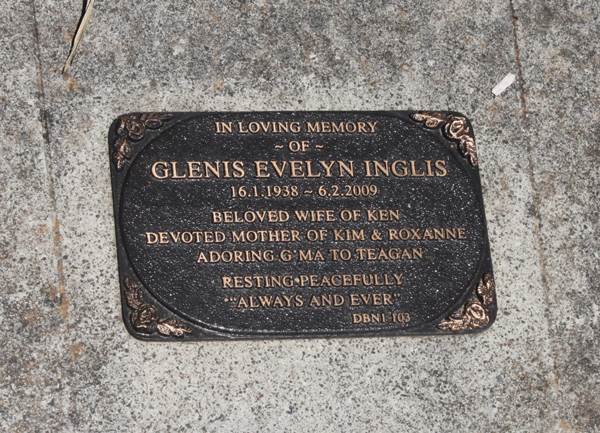 IN LOVING MEMORY
~ OF ~
GLENIS EVELYN INGLIS
16.1.1938 ~ 6.2.2009
BELOVED WIFE OF KEN
DEVOTED MOTHER OF KIM & ROXANNE
ADORING G'MA TO TEAGAN
RESTING PEACEFULLY
"ALWAYS AND EVER"
DBN1 103